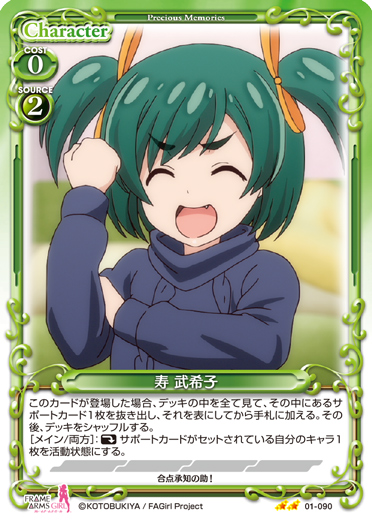 Precious Memories
Character
COST
0
SOURCE
2
寿 武希子
このカードが登場した場合、デッキの中を全て見て、その中にあるサ
ポートカード1枚を抜き出し、それを表にしてから手札に加える。その
後、デッキをシャッフルする。
[メイン/両方]: サポートカードがセットされている自分のキャラ1
枚を活動状態にする。
合点承知の助!
FRAME
ARMS GIRL
©KOTOBUKIYA / FAGirl Project
01-090